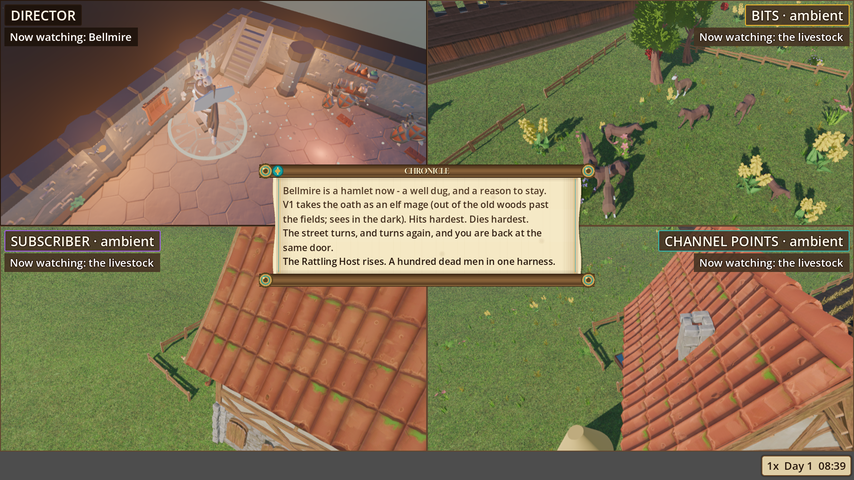 DIRECTOR
Now watching: Bellmire
BITS · ambient
Now watching: the livestock
CHRONICLE
Bellmire is a hamlet now - a well dug, and a reason to stay.
V1 takes the oath as an elf mage (out of the old woods past
the fields; sees in the dark). Hits hardest. Dies hardest.
The street turns, and turns again, and you are back at the
same door.
The Rattling Host rises. A hundred dead men in one harness.
SUBSCRIBER · ambient
Now watching: the livestock
CHANNEL POINTS · ambient
Now watching: the livestock
1x Day 1 08:39